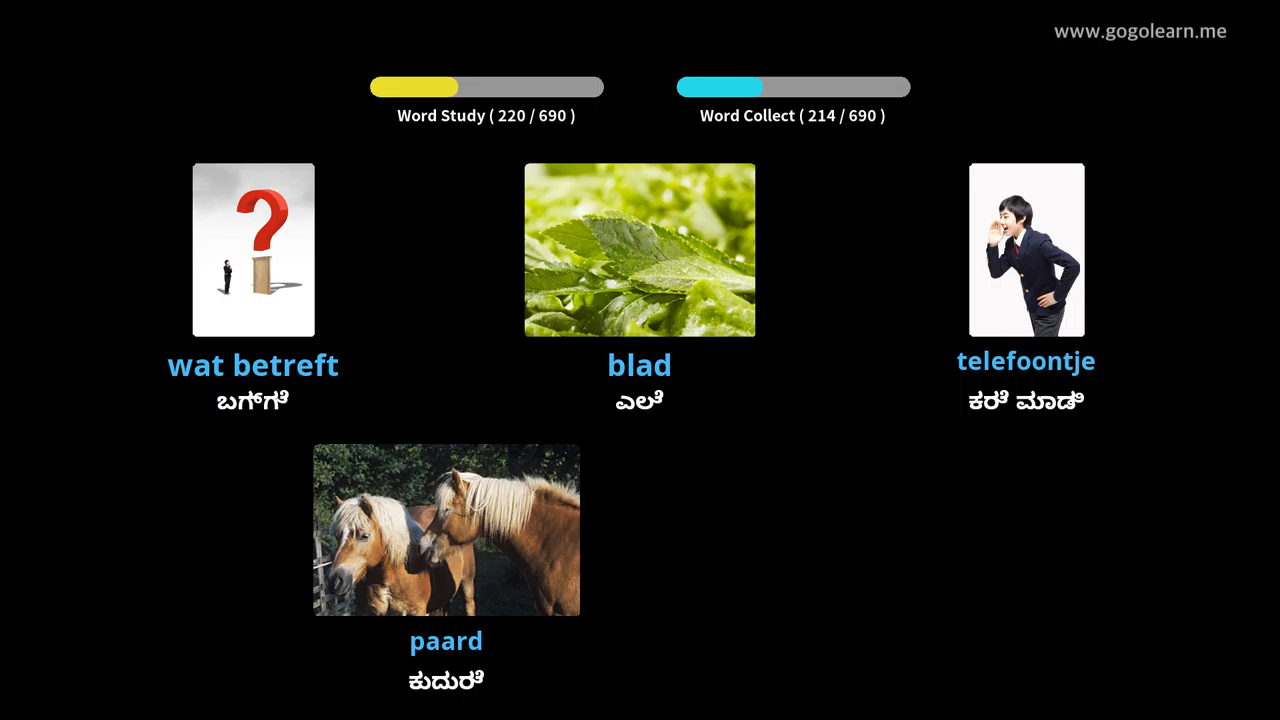 www.gogolearn.me
Word Study ( 220 / 690 )
Word Collect ( 214 / 690 )
wat betreft
ಬಗ್ಗೆ
blad
ಎಲೆ
telefoontje
ಕರೆ ಮಾಡಿ
paard
ಕುದುರೆ